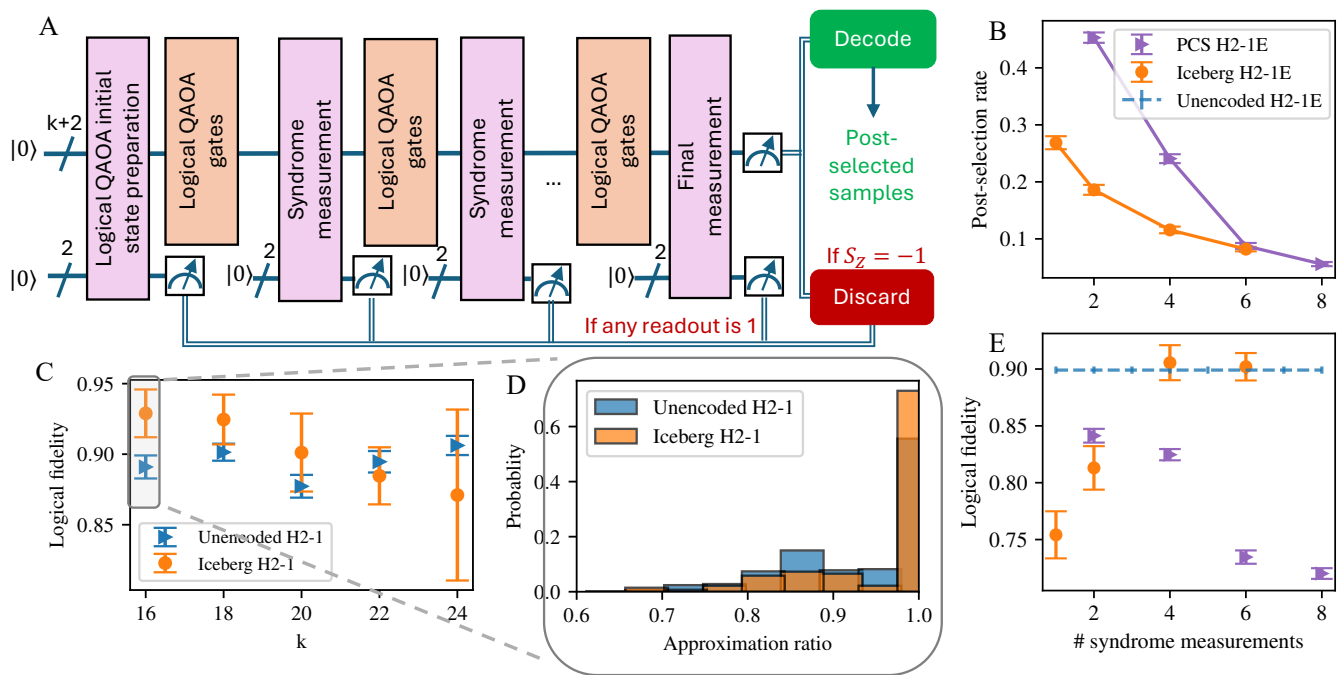 A
k+2
|0⟩
2
|0⟩
Logical QAOA initial
state preparation
Logical QAOA
gates
Syndrome
measurement
|0⟩
2
Logical QAOA
gates
Syndrome
measurement
|0⟩
2
...
Logical QAOA
gates
Final
measurement
|0⟩
2
If any readout is 1
Decode
Post-
selected
samples
If S_Z = −1
Discard
B
PCS H2-1E
Iceberg H2-1E
Unencoded H2-1E
Post-selection rate
0.4
0.3
0.2
0.1
2
4
6
8
C
Logical fidelity
0.95
0.90
0.85
Unencoded H2-1
Iceberg H2-1
16
18
20
22
24
k
D
Unencoded H2-1
Iceberg H2-1
Probablity
0.6
0.4
0.2
0.0
0.6
0.7
0.8
0.9
1.0
Approximation ratio
E
Logical fidelity
0.90
0.85
0.80
0.75
2
4
6
8
# syndrome measurements